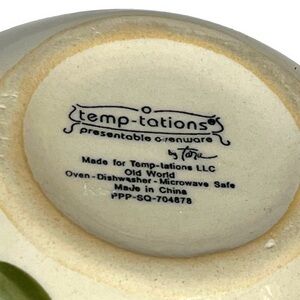 temp-tations®
presentable ovenware
by Tara
Made for Temp-tations LLC
Old World
Oven-Dishwasher-Microwave Safe
Made in China
PPP-SQ-704678